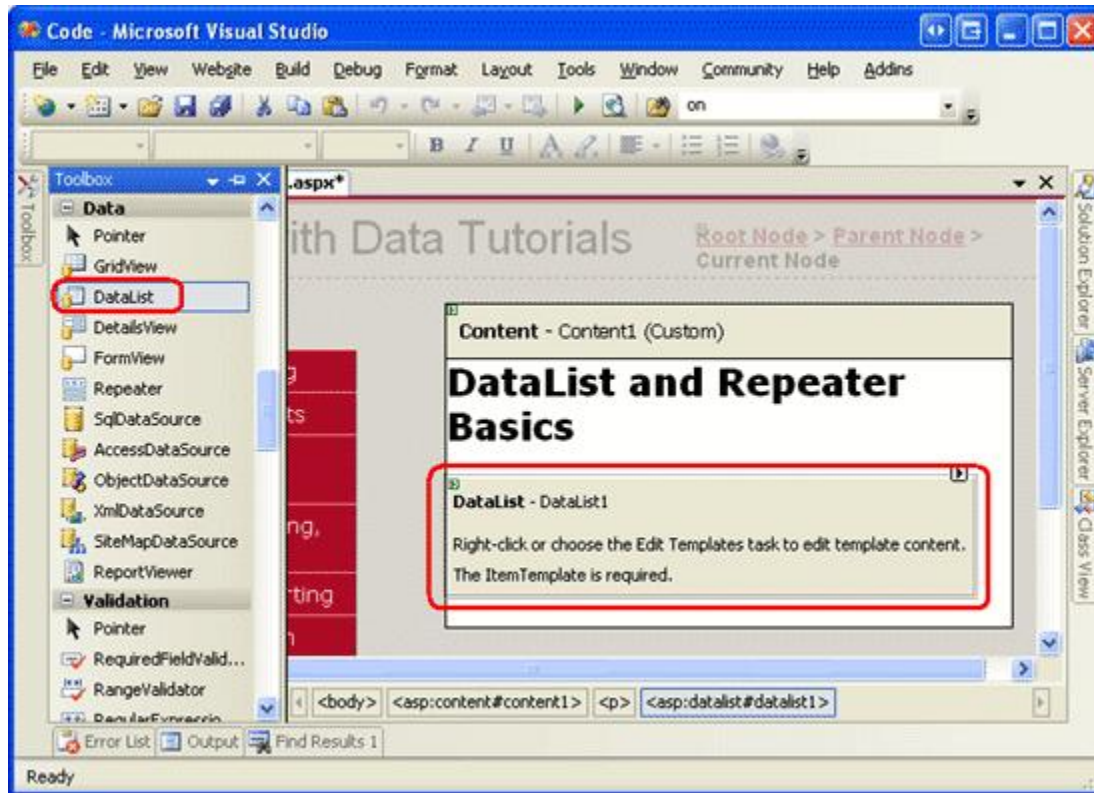 Code - Microsoft Visual Studio
File Edit View Website Build Debug Format Layout Tools Window Community Help Addins
on
B I U A
Toolbox
Toolbox
.aspx*
Data
Pointer
GridView
DataList
DetailsView
FormView
Repeater
SqlDataSource
AccessDataSource
ObjectDataSource
XmlDataSource
SiteMapDataSource
ReportViewer
Validation
Pointer
RequiredFieldValid...
RangeValidator
RegularExpressio
ith Data Tutorials
Root Node > Parent Node >
Current Node
g
ts
ng,
rting
n
Content - Content1 (Custom)
DataList and Repeater
Basics
DataList - DataList1
Right-click or choose the Edit Templates task to edit template content.
The ItemTemplate is required.
<body> <asp:content#content1> <p> <asp:datalist#datalist1>
Solution Explorer
Server Explorer
Class View
Error List Output Find Results 1
Ready